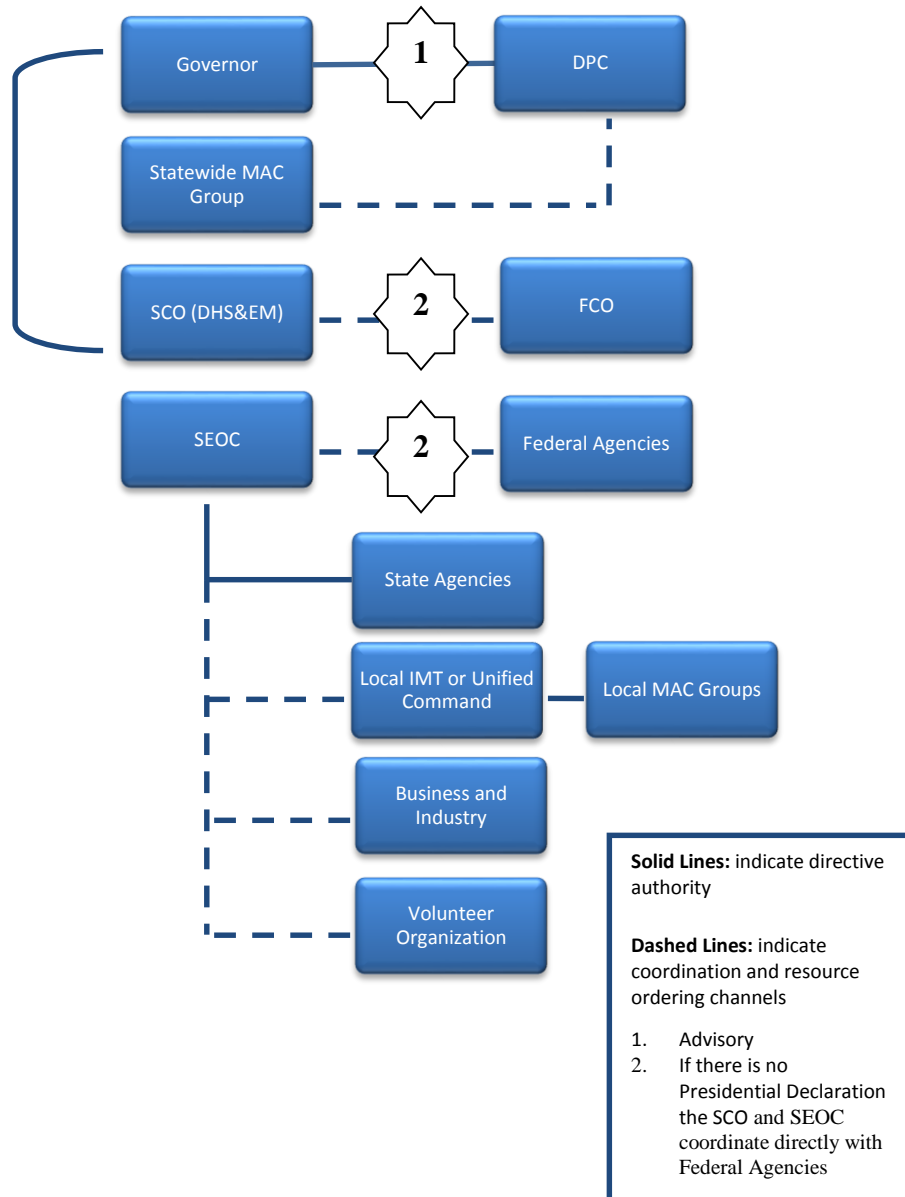 Governor
1
DPC
Statewide MAC
Group
SCO (DHS&EM)
2
FCO
SEOC
2
Federal Agencies
State Agencies
Local IMT or Unified
Command
Local MAC Groups
Business and
Industry
Volunteer
Organization
Solid Lines: indicate directive
authority
Dashed Lines: indicate
coordination and resource
ordering channels
1. Advisory
2. If there is no
Presidential Declaration
the SCO and SEOC
coordinate directly with
Federal Agencies